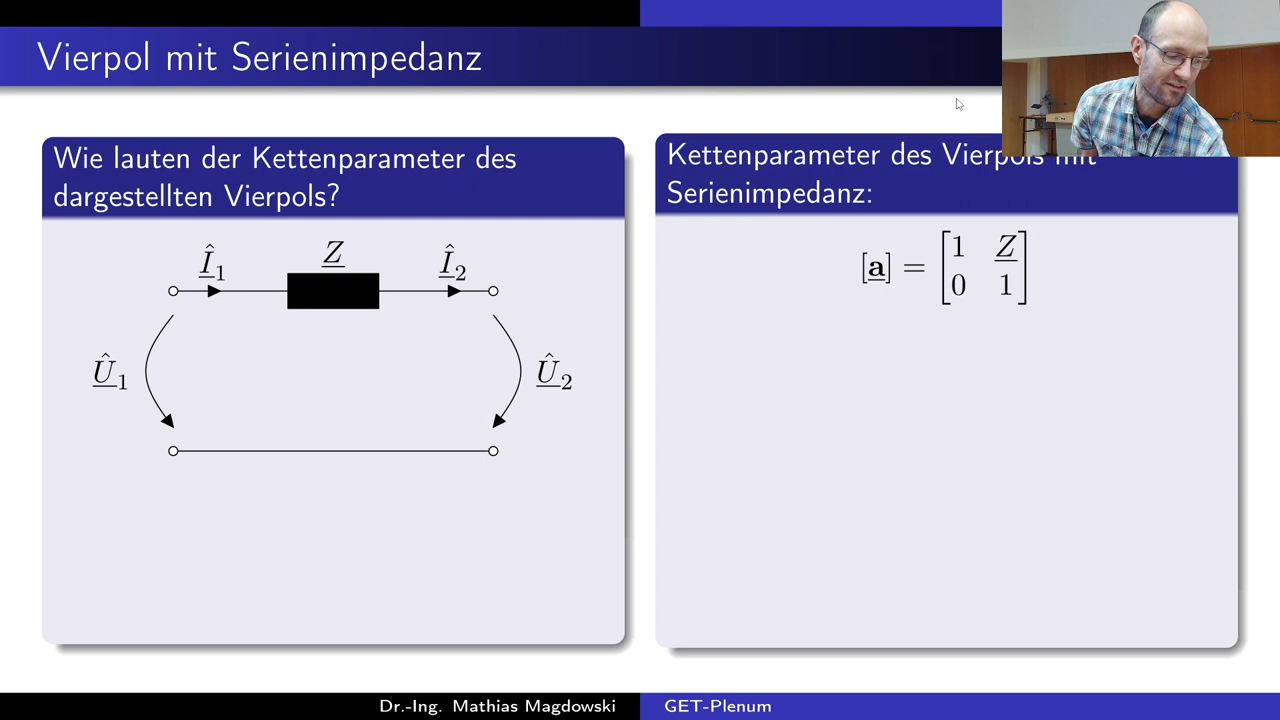 Vierpol mit Serienimpedanz
Wie lauten der Kettenparameter des
dargestellten Vierpols?
Î₁ Z Î₂
Û₁ Û₂
Kettenparameter des Vierpols mit
Serienimpedanz:
[a] = [1 Z
0 1]
Dr.-Ing. Mathias Magdowski
GET-Plenum